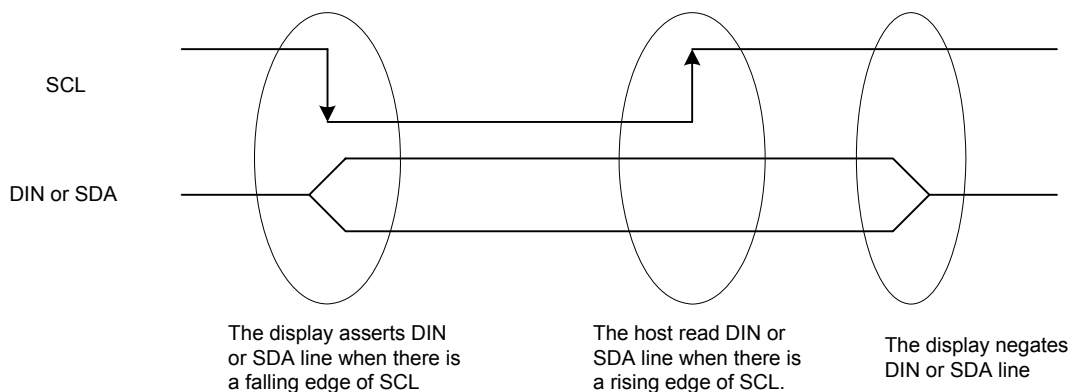 SCL
DIN or SDA
The display asserts DIN
or SDA line when there is
a falling edge of SCL
The host read DIN or
SDA line when there is
a rising edge of SCL.
The display negates
DIN or SDA line